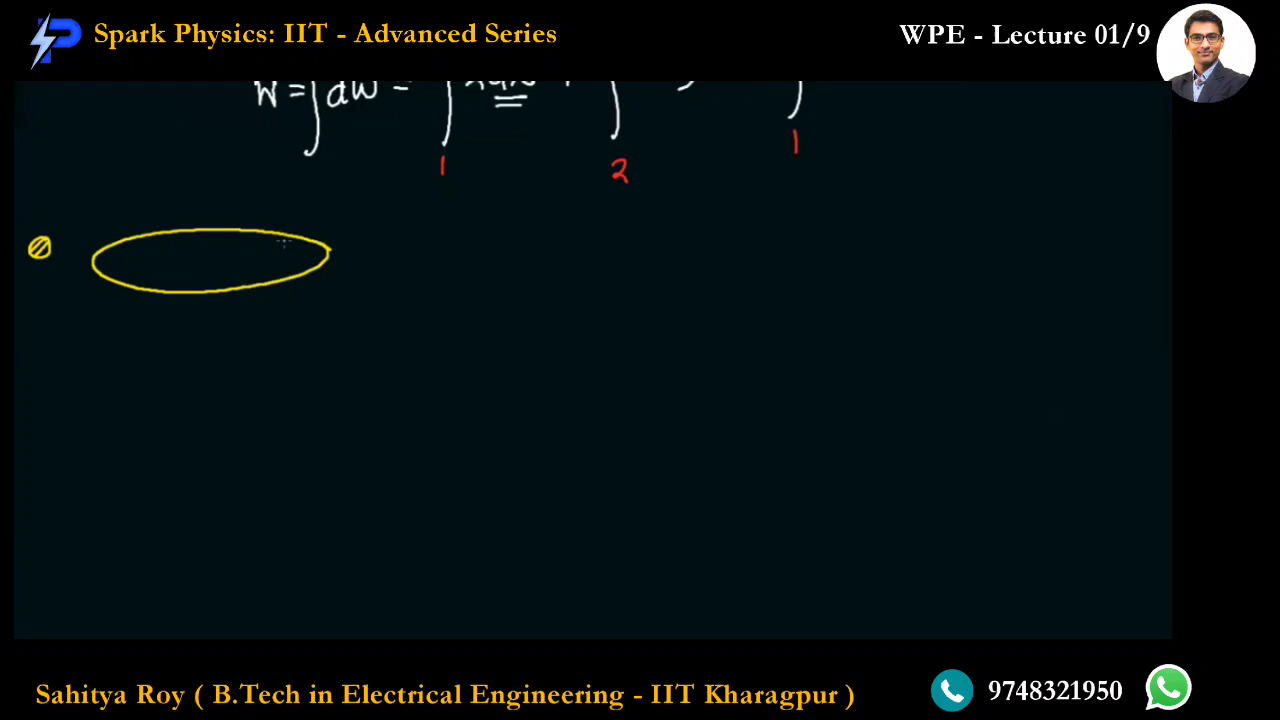 Spark Physics: IIT - Advanced Series
WPE - Lecture 01/9
W = ∫ dW =
1
2
1
Sahitya Roy ( B.Tech in Electrical Engineering - IIT Kharagpur )
9748321950